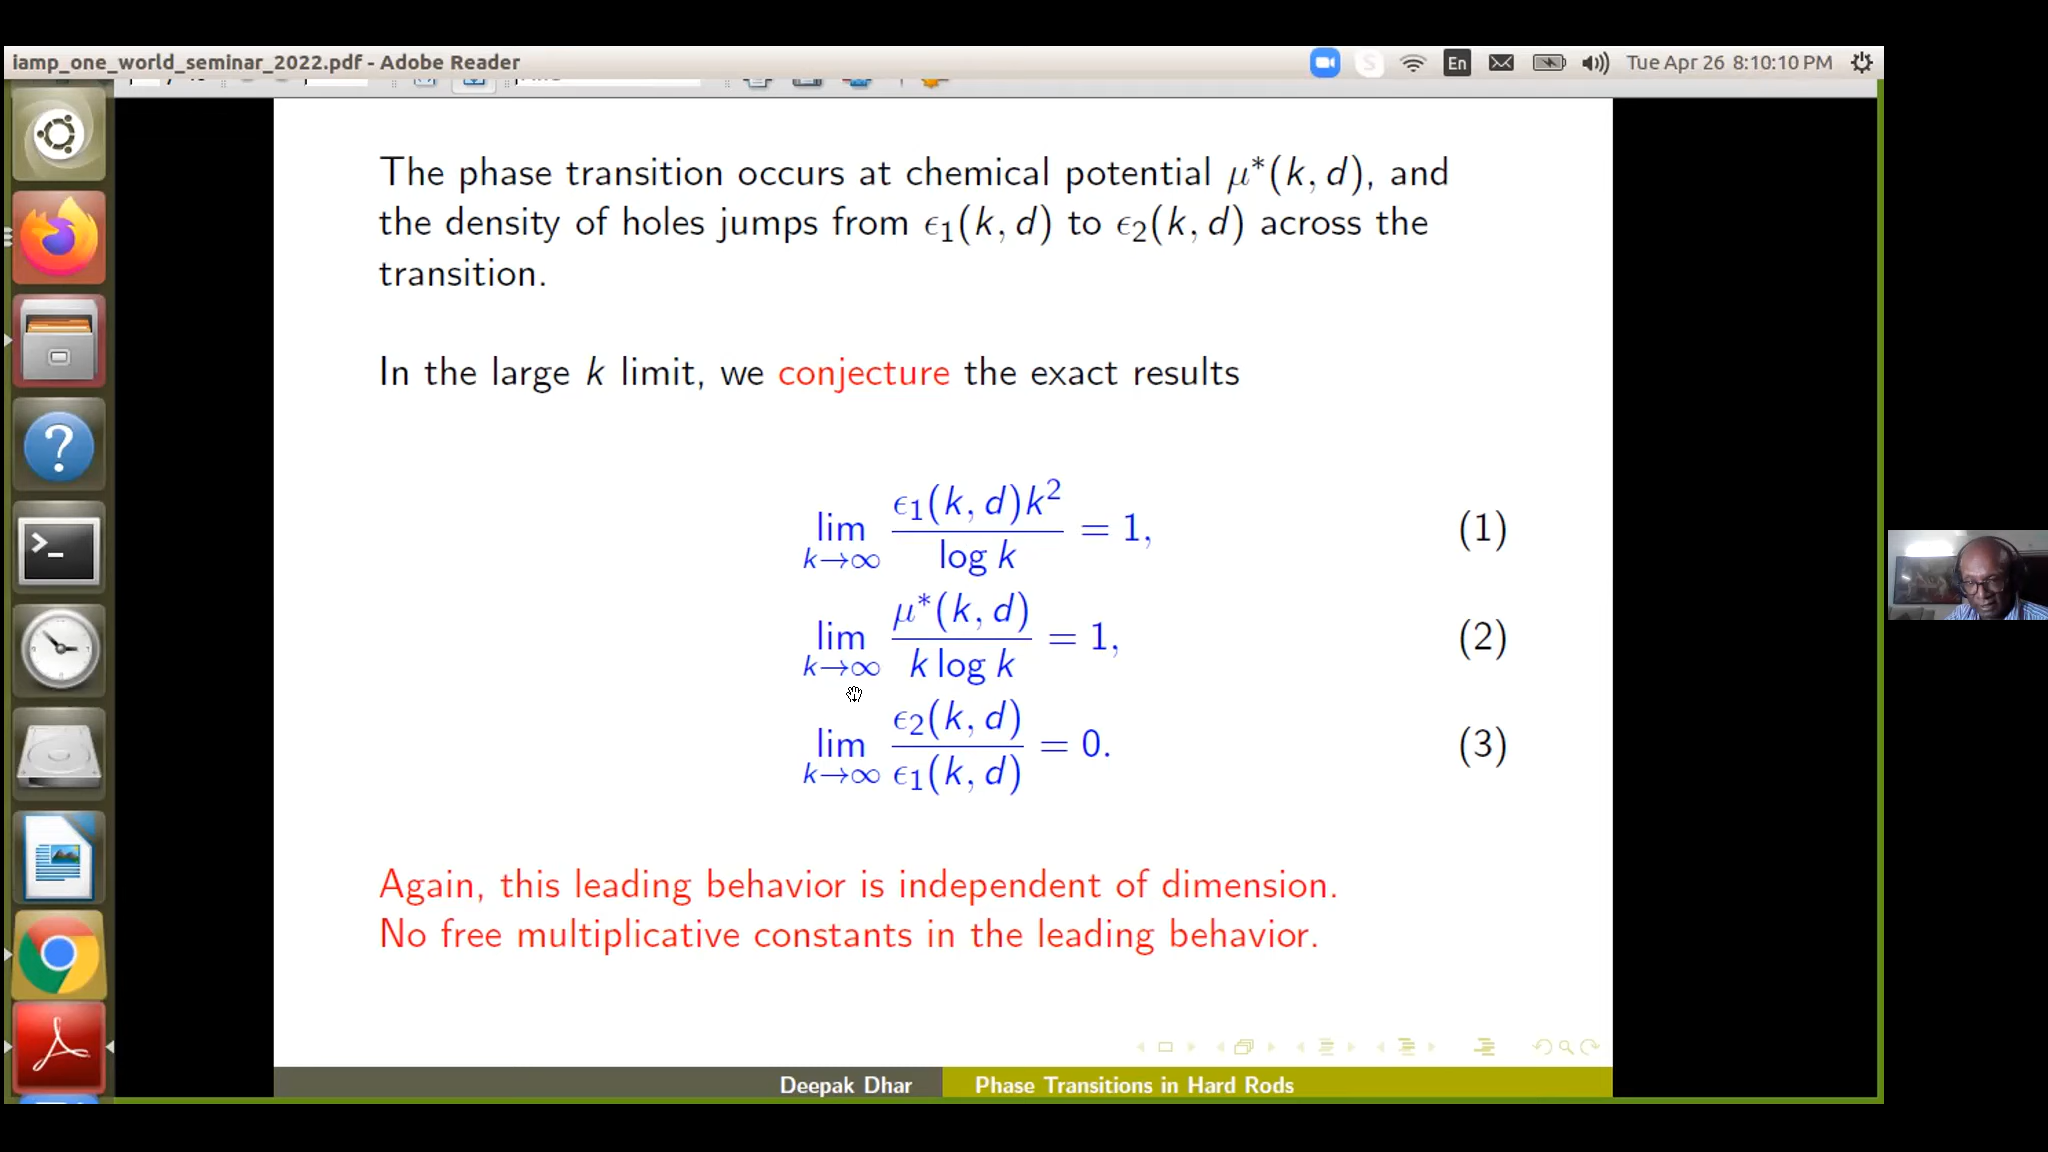 iamp_one_world_seminar_2022.pdf - Adobe Reader
En
Tue Apr 26 8:10:10 PM
The phase transition occurs at chemical potential μ*(k, d), and
the density of holes jumps from ϵ₁(k, d) to ϵ₂(k, d) across the
transition.
In the large k limit, we conjecture the exact results
lim_{k→∞} ϵ₁(k, d)k² / log k = 1, (1)
lim_{k→∞} μ*(k, d) / k log k = 1, (2)
lim_{k→∞} ϵ₂(k, d) / ϵ₁(k, d) = 0. (3)
Again, this leading behavior is independent of dimension.
No free multiplicative constants in the leading behavior.
Deepak Dhar
Phase Transitions in Hard Rods